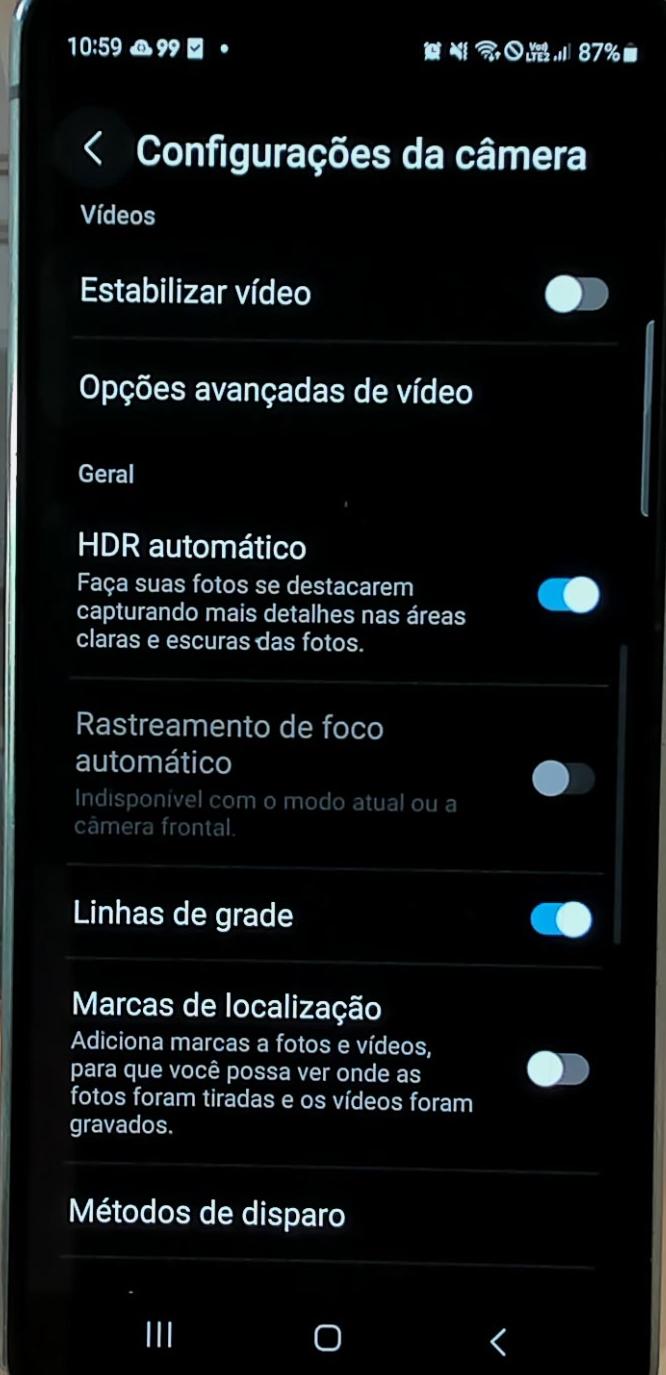 10:59 99
Vo)) LTE2 87%
Configurações da câmera
Vídeos
Estabilizar vídeo
Opções avançadas de vídeo
Geral
HDR automático
Faça suas fotos se destacarem
capturando mais detalhes nas áreas
claras e escuras das fotos.
Rastreamento de foco
automático
Indisponível com o modo atual ou a
câmera frontal.
Linhas de grade
Marcas de localização
Adiciona marcas a fotos e vídeos,
para que você possa ver onde as
fotos foram tiradas e os vídeos foram
gravados.
Métodos de disparo